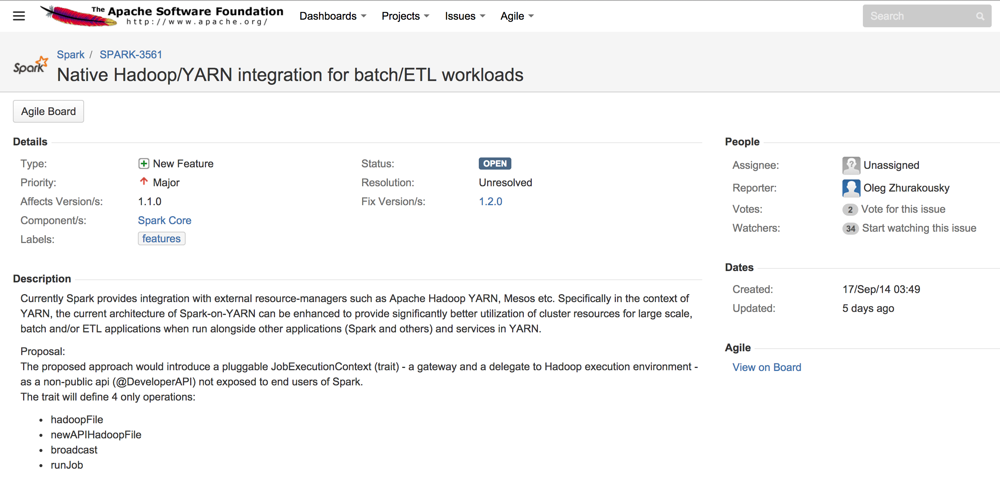 The Apache Software Foundation
http://www.apache.org/
Dashboards
Projects
Issues
Agile
Search
Spark
Spark / SPARK-3561
Native Hadoop/YARN integration for batch/ETL workloads
Agile Board
Details
Type: New Feature
Priority: Major
Affects Version/s: 1.1.0
Component/s: Spark Core
Labels: features
Status: OPEN
Resolution: Unresolved
Fix Version/s: 1.2.0
Description
Currently Spark provides integration with external resource-managers such as Apache Hadoop YARN, Mesos etc. Specifically in the context of
YARN, the current architecture of Spark-on-YARN can be enhanced to provide significantly better utilization of cluster resources for large scale,
batch and/or ETL applications when run alongside other applications (Spark and others) and services in YARN.
Proposal:
The proposed approach would introduce a pluggable JobExecutionContext (trait) - a gateway and a delegate to Hadoop execution environment -
as a non-public api (@DeveloperAPI) not exposed to end users of Spark.
The trait will define 4 only operations:
• hadoopFile
• newAPIHadoopFile
• broadcast
• runJob
People
Assignee: Unassigned
Reporter: Oleg Zhurakousky
Votes: 2 Vote for this issue
Watchers: 34 Start watching this issue
Dates
Created: 17/Sep/14 03:49
Updated: 5 days ago
Agile
View on Board